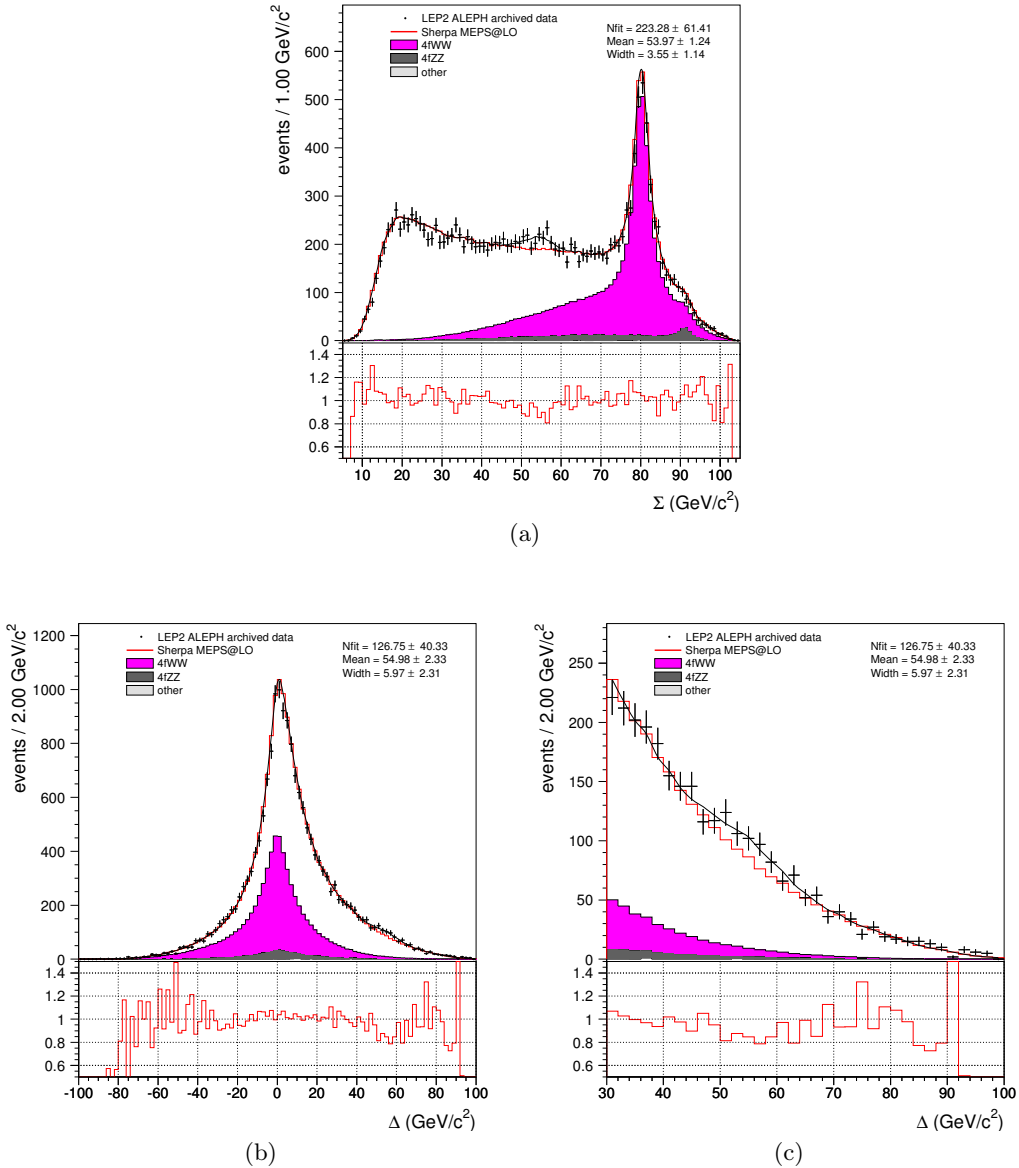 LEP2 ALEPH archived data
Sherpa MEPS@LO
4fWW
4fZZ
other
Nfit = 223.28 ± 61.41
Mean = 53.97 ± 1.24
Width = 3.55 ± 1.14
events / 1.00 GeV/c²
600
500
400
300
200
100
0
1.4
1.2
1
0.8
0.6
10 20 30 40 50 60 70 80 90 100
Σ (GeV/c²)
(a)
LEP2 ALEPH archived data
Sherpa MEPS@LO
4fWW
4fZZ
other
Nfit = 126.75 ± 40.33
Mean = 54.98 ± 2.33
Width = 5.97 ± 2.31
events / 2.00 GeV/c²
1200
1000
800
600
400
200
0
1.4
1.2
1
0.8
0.6
-100 -80 -60 -40 -20 0 20 40 60 80 100
Δ (GeV/c²)
(b)
LEP2 ALEPH archived data
Sherpa MEPS@LO
4fWW
4fZZ
other
Nfit = 126.75 ± 40.33
Mean = 54.98 ± 2.33
Width = 5.97 ± 2.31
events / 2.00 GeV/c²
250
200
150
100
50
0
1.4
1.2
1
0.8
0.6
30 40 50 60 70 80 90 100
Δ (GeV/c²)
(c)